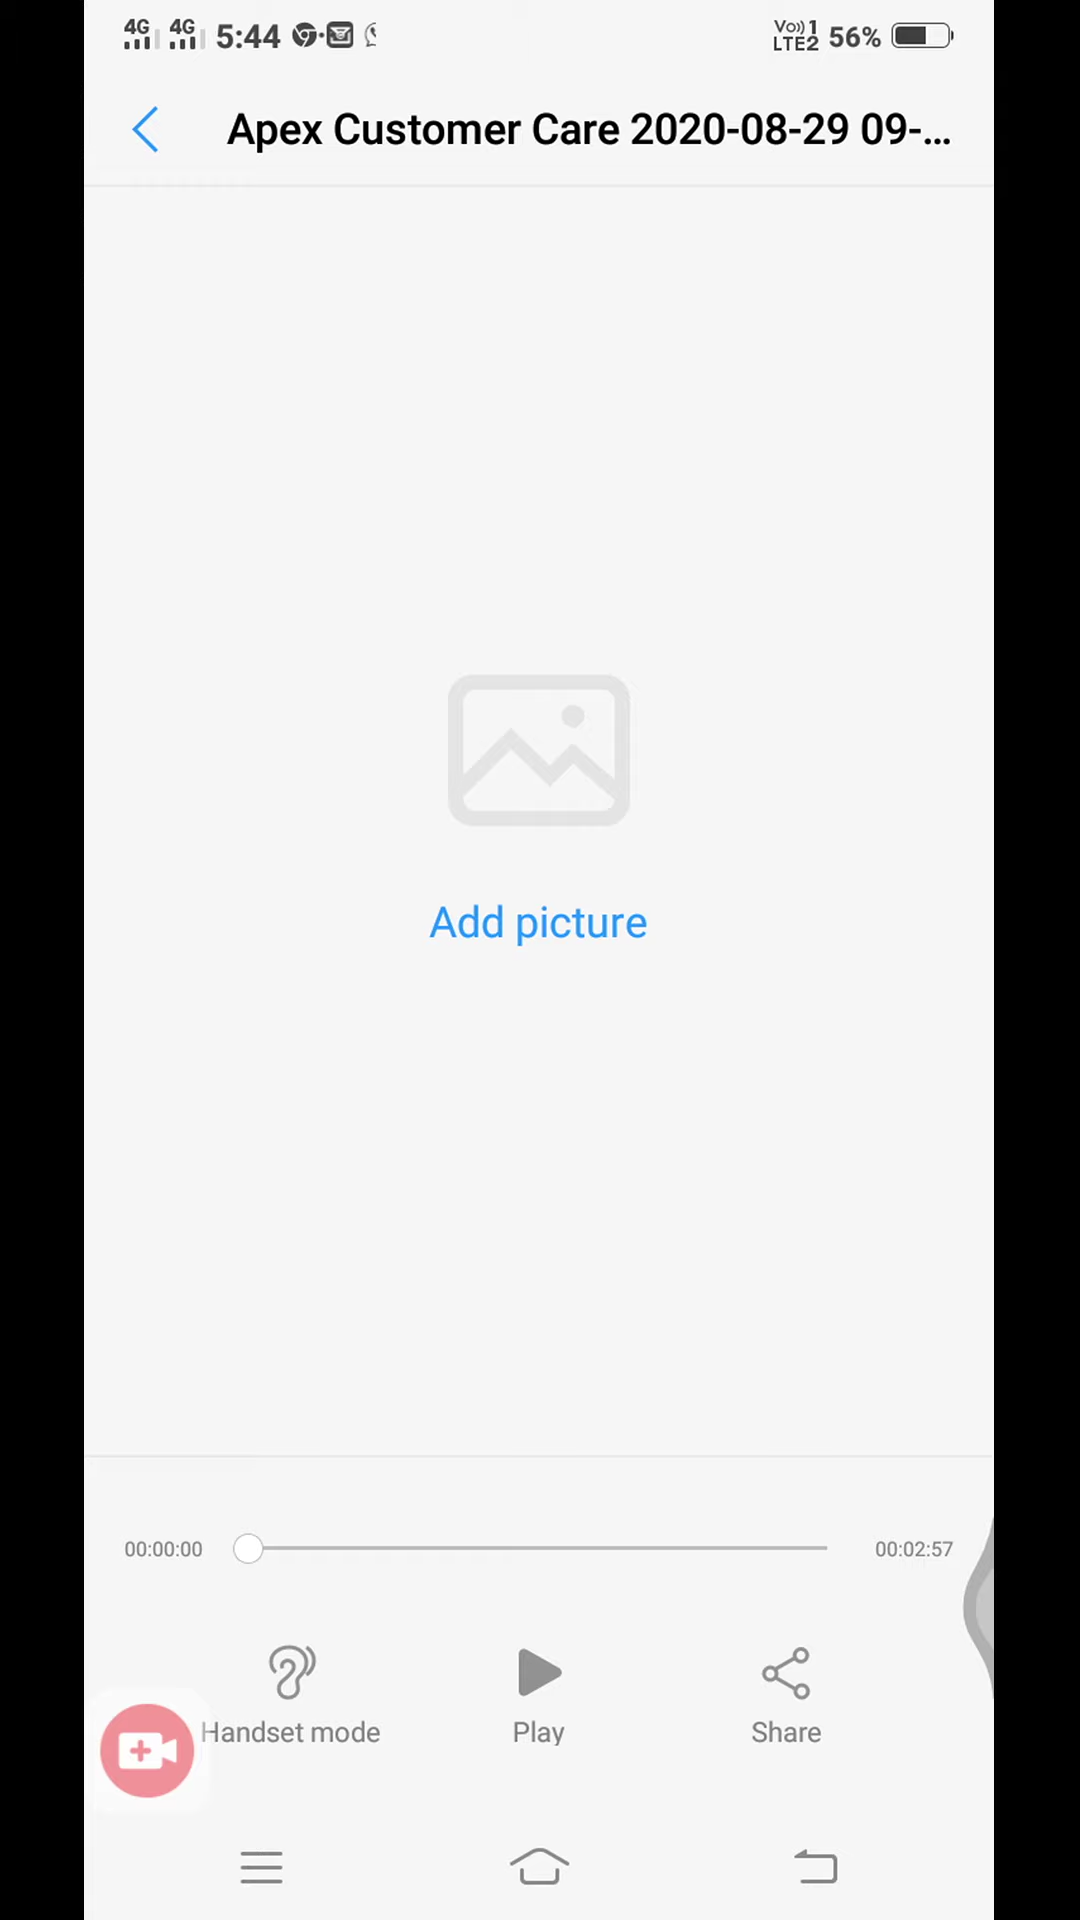 4G 4G 5:44 Vo)) 1 LTE2 56%
Apex Customer Care 2020-08-29 09-...
Add picture
00:00:00 00:02:57
Handset mode Play Share